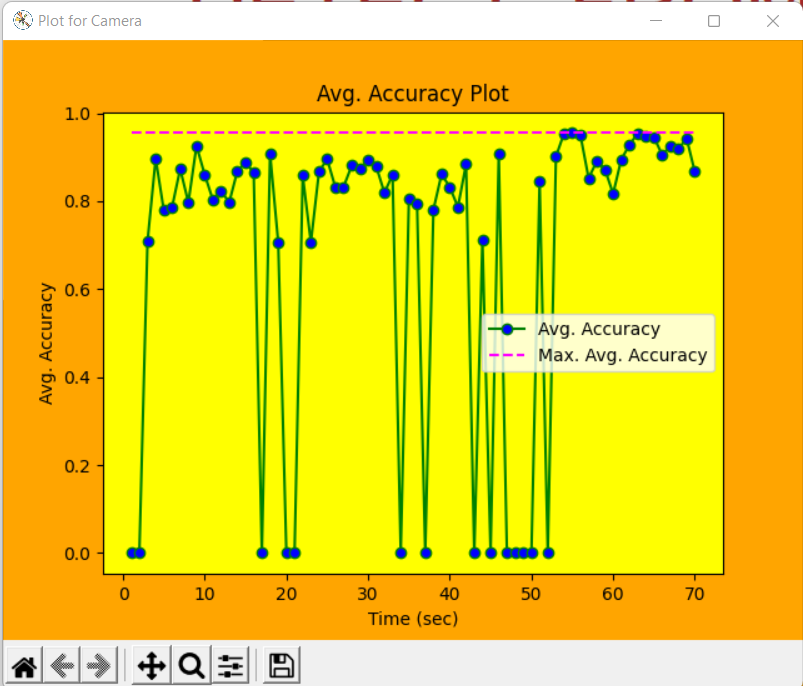 Plot for Camera
Avg. Accuracy Plot
1.0
0.8
0.6
0.4
0.2
0.0
Avg. Accuracy
Avg. Accuracy
Max. Avg. Accuracy
0 10 20 30 40 50 60 70
Time (sec)